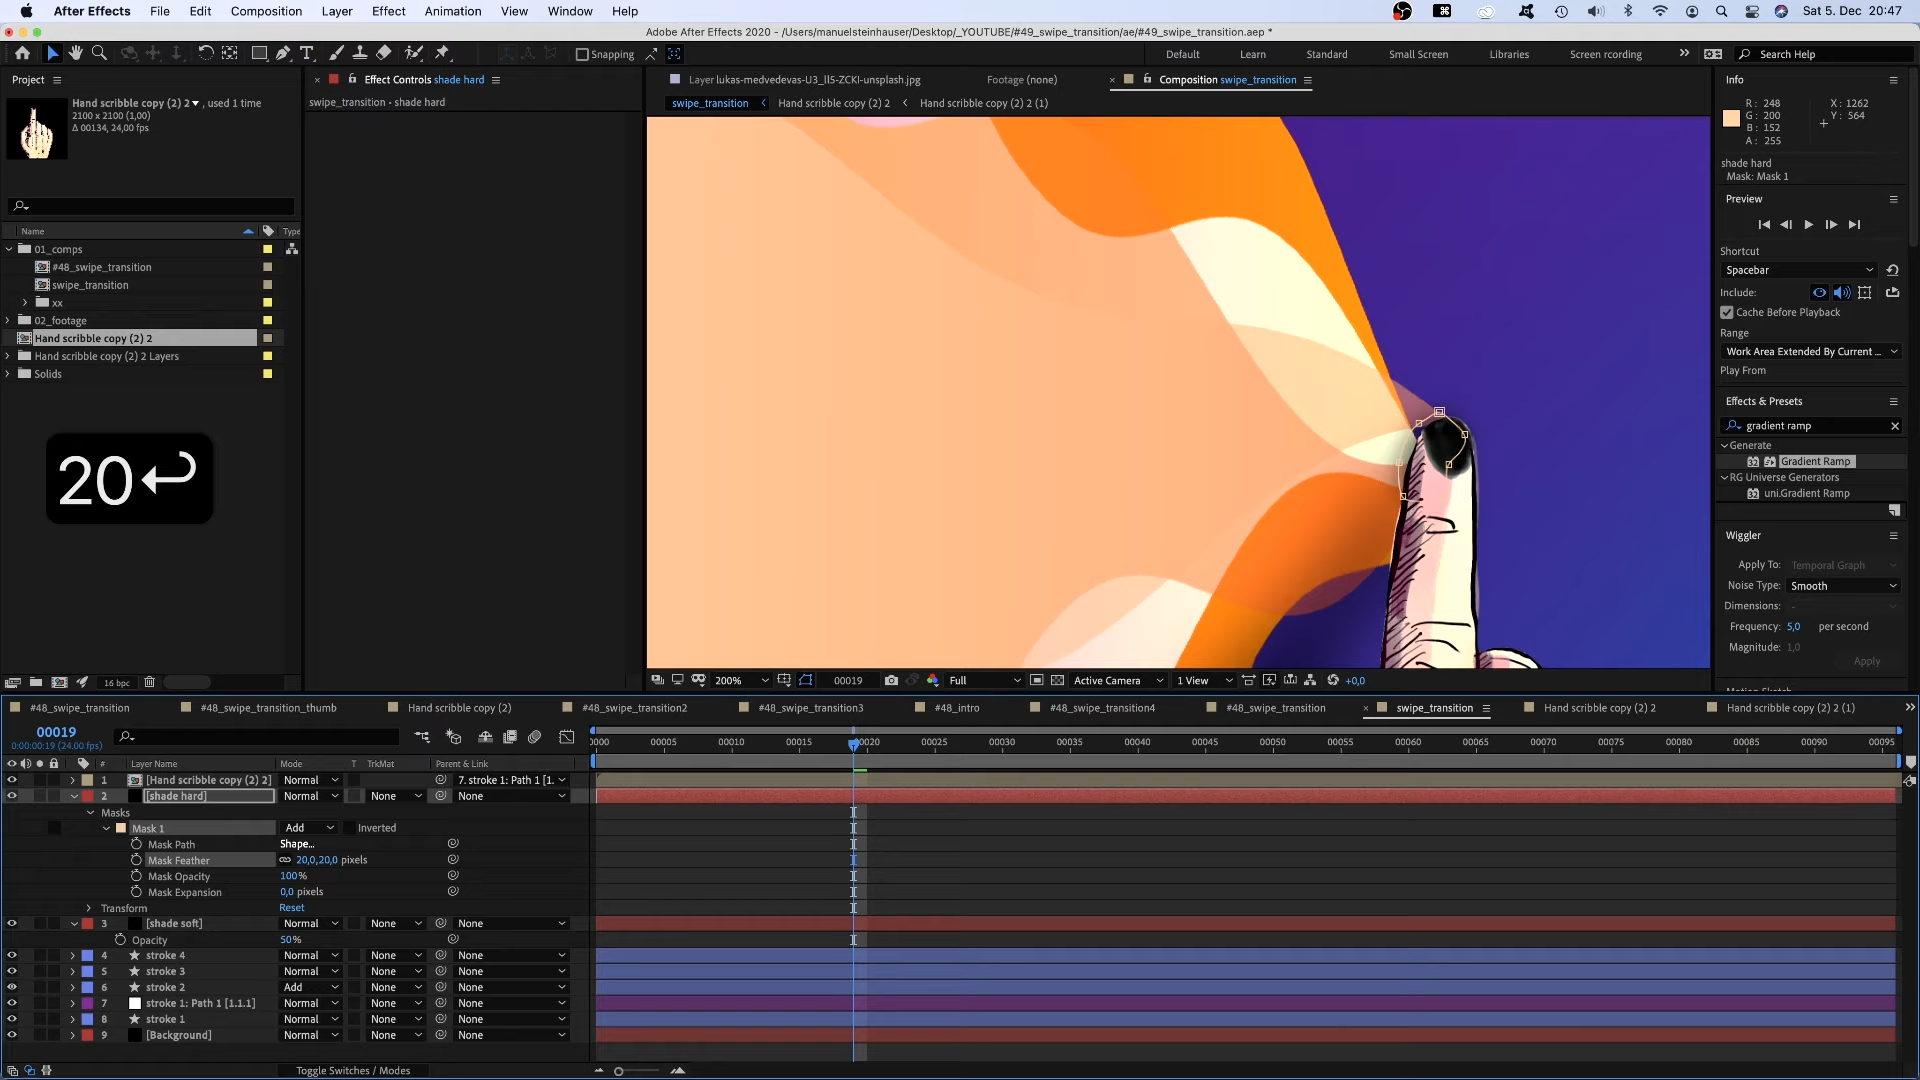 After Effects File Edit Composition Layer Effect Animation View Window Help Sat 5. Dec 20:47
Adobe After Effects 2020 - /Users/manuelsteinhauser/Desktop/_YOUTUBE/#49_swipe_transition/ae/#49_swipe_transition.aep *
Snapping Default Learn Standard Small Screen Libraries Screen rcording Search Help
Project
Hand scribble copy (2) 2 , used 1 time
2100 x 2100 (1,00)
Δ 00134, 24,00 fps
Name Type
01_comps
#48_swipe_transition
swipe_transition
xx
02_footage
Hand scribble copy (2) 2
Hand scribble copy (2) 2 Layers
Solids
20
16 bpc
Effect Controls shade hard
swipe_transition • shade hard
Layer lukas-medvedevas-U3_ll5-ZCKI-unsplash.jpg Footage (none) Composition swipe_transition
swipe_transition Hand scribble copy (2) 2 Hand scribble copy (2) 2 (1)
200% 00019 Full Active Camera 1 View +0,0
Info
R: 248 X: 1262
G: 200 Y: 564
B: 152
A: 255
shade hard
Mask: Mask 1
Preview
Shortcut
Spacebar
Include:
Cache Before Playback
Range
Work Area Extended By Current ...
Play From
Effects & Presets
gradient ramp
Generate
Gradient Ramp
RG Universe Generators
uni.Gradient Ramp
Wiggler
Apply To: Temporal Graph
Noise Type: Smooth
Dimensions: -
Frequency: 5,0 per second
Magnitude: 1,0
Apply
#48_swipe_transition #48_swipe_transition_thumb Hand scribble copy (2) #48_swipe_transition2 #48_swipe_transition3 #48_intro #48_swipe_transition4 #48_swipe_transition swipe_transition Hand scribble copy (2) 2 Hand scribble copy (2) 2 (1)
00019
0:00:00:19 (24.00 fps)
0000 00005 00010 00015 00020 00025 00030 00035 00040 00045 00050 00055 00060 00065 00070 00075 00080 00085 00090 00095
# Layer Name Mode T TrkMat Parent & Link
1 [Hand scribble copy (2) 2] Normal 7. stroke 1: Path 1 [1.
2 [shade hard] Normal None None
Masks
Mask 1 Add Inverted
Mask Path Shape...
Mask Feather 20,0,20,0 pixels
Mask Opacity 100%
Mask Expansion 0,0 pixels
Transform Reset
3 [shade soft] Normal None None
Opacity 50%
4 stroke 4 Normal None None
5 stroke 3 Normal None None
6 stroke 2 Add None None
7 stroke 1: Path 1 [1.1.1] Normal None None
8 stroke 1 Normal None None
9 [Background] Normal None None
Toggle Switches / Modes